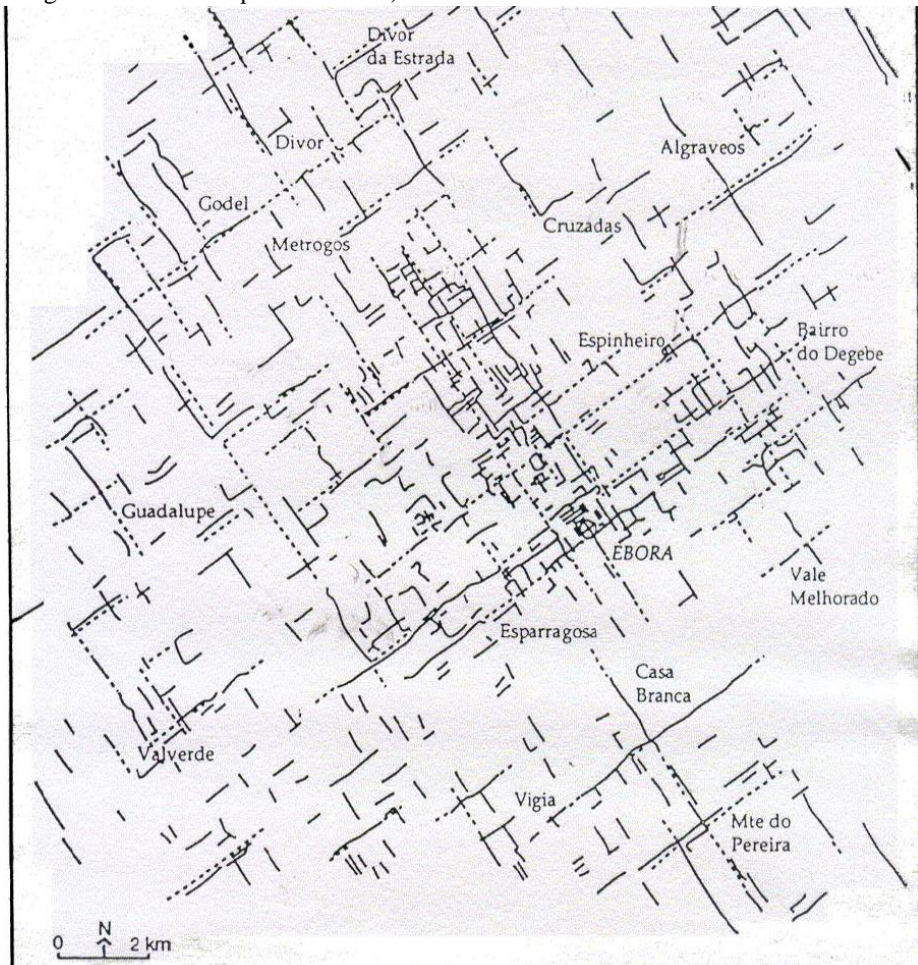 Divor
da Estrada
Divor
Algraveos
Godel
Cruzadas
Metrogos
Espinheiro
Bairro
do Degebe
Guadalupe
EBORA
Vale
Melhorado
Esparragosa
Casa
Branca
Valverde
Vigia
Mte do
Pereira
N
0 2 km